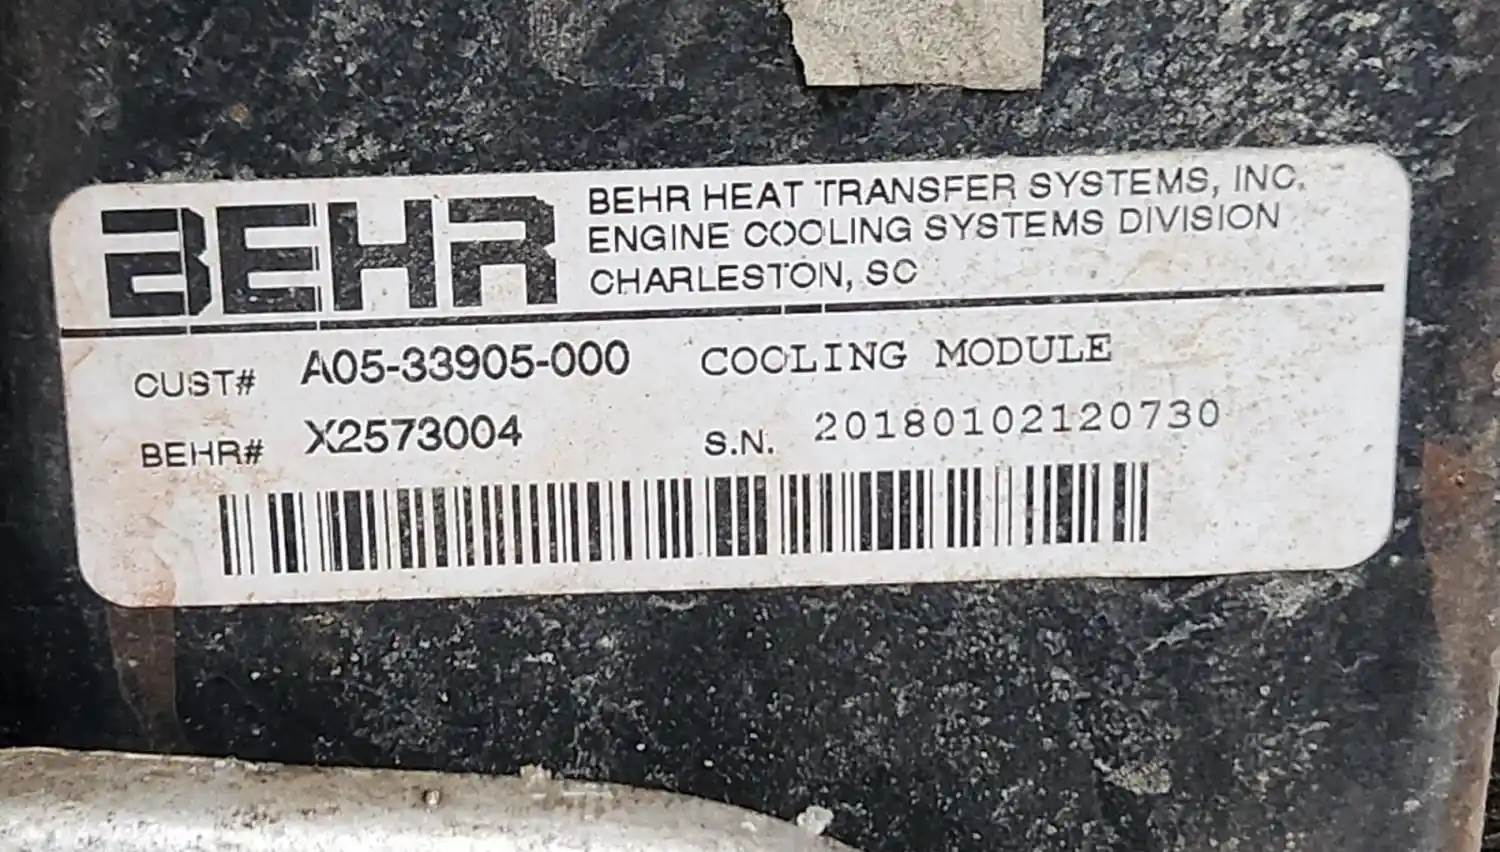 BEHR
BEHR HEAT TRANSFER SYSTEMS, INC.
ENGINE COOLING SYSTEMS DIVISION
CHARLESTON, SC
CUST# A05-33905-000 COOLING MODULE
BEHR# X2573004 S.N. 20180102120730